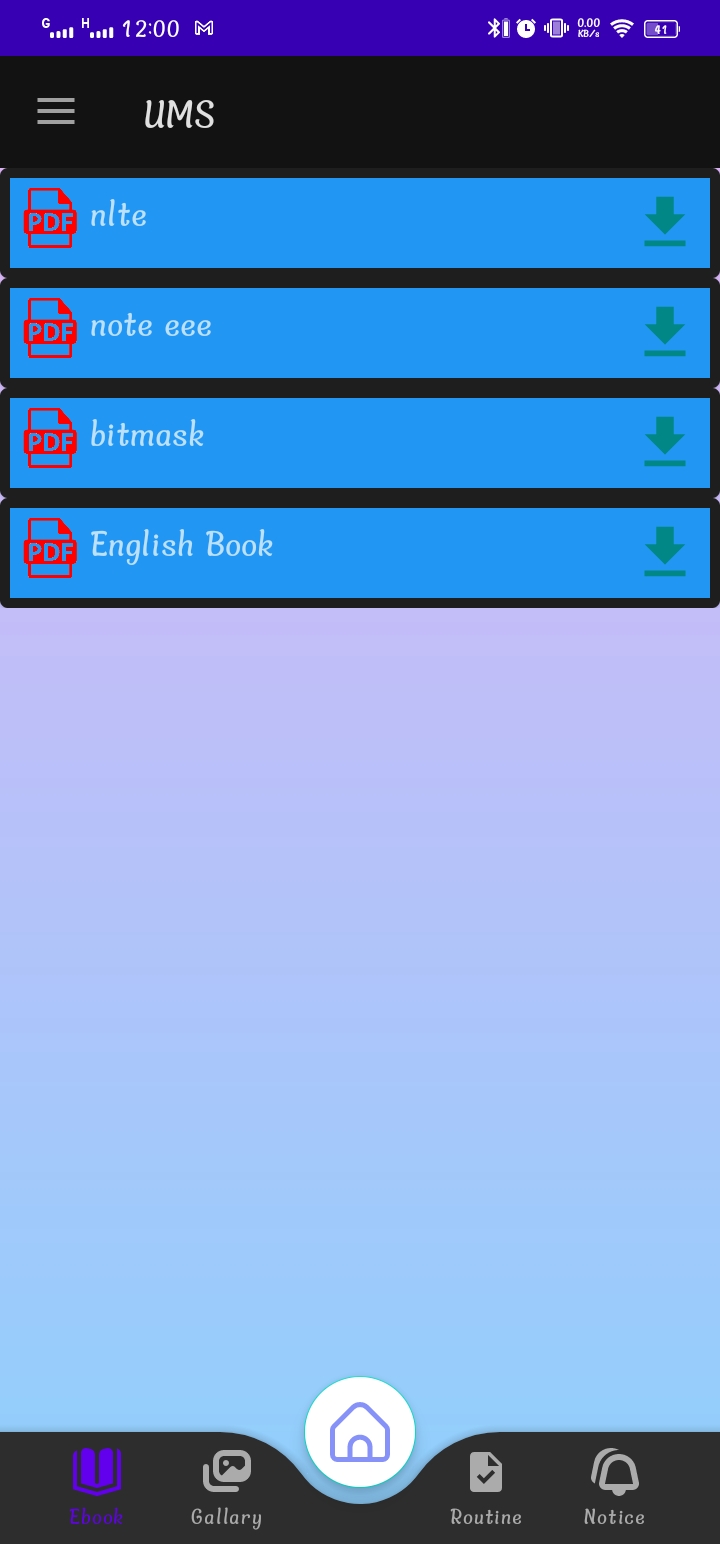 G H 12:00 0.00 KB/s 41
UMS
PDF nlte
PDF note eee
PDF bitmask
PDF English Book
Ebook Gallary Routine Notice